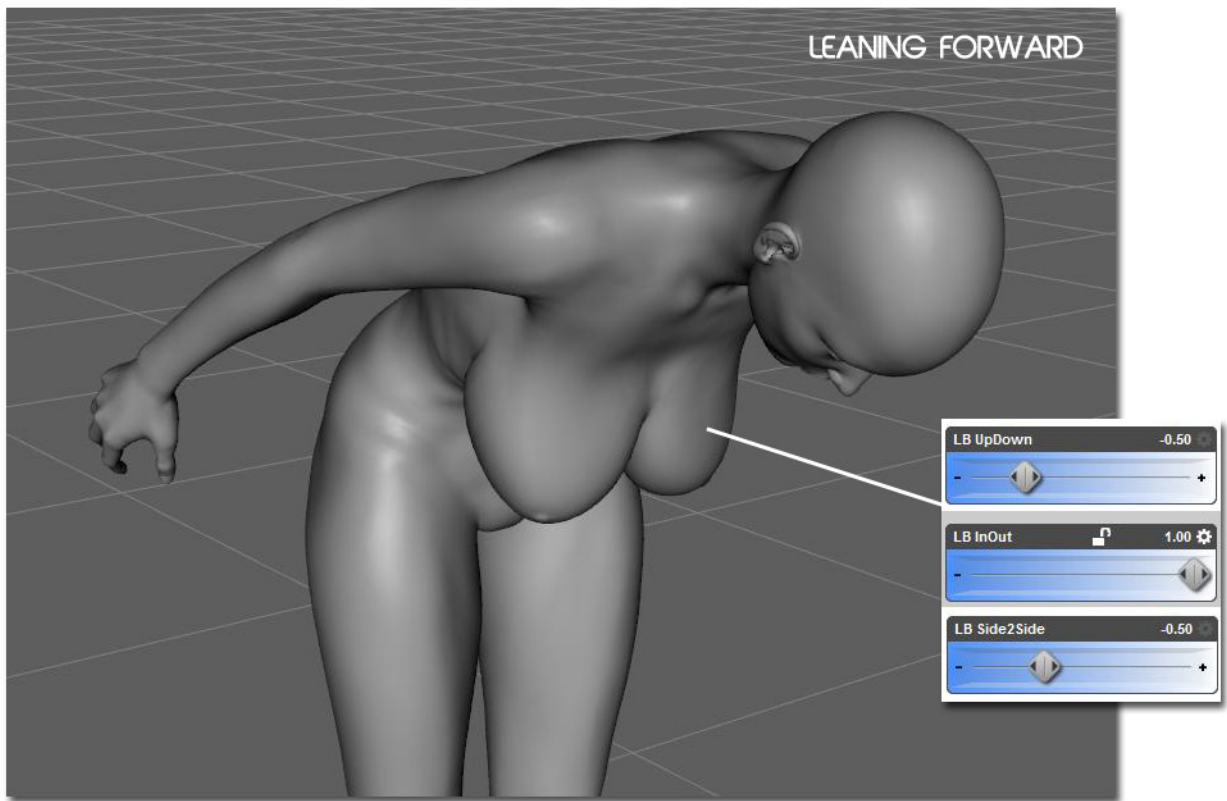 LEANING FORWARD
LB UpDown -0.50
- +
LB InOut 1.00
-
LB Side2Side -0.50
- +